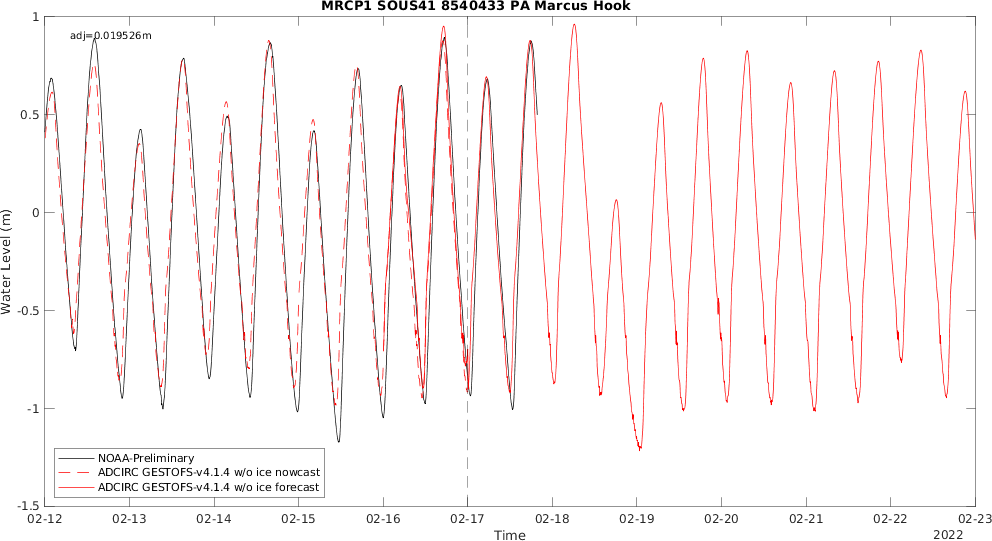 MRCP1 SOUS41 8540433 PA Marcus Hook
adj=0.019526m
1
0.5
0
-0.5
-1
-1.5
Water Level (m)
NOAA-Preliminary
ADCIRC GESTOFS-v4.1.4 w/o ice nowcast
ADCIRC GESTOFS-v4.1.4 w/o ice forecast
02-12 02-13 02-14 02-15 02-16 02-17 02-18 02-19 02-20 02-21 02-22 02-23
Time
2022